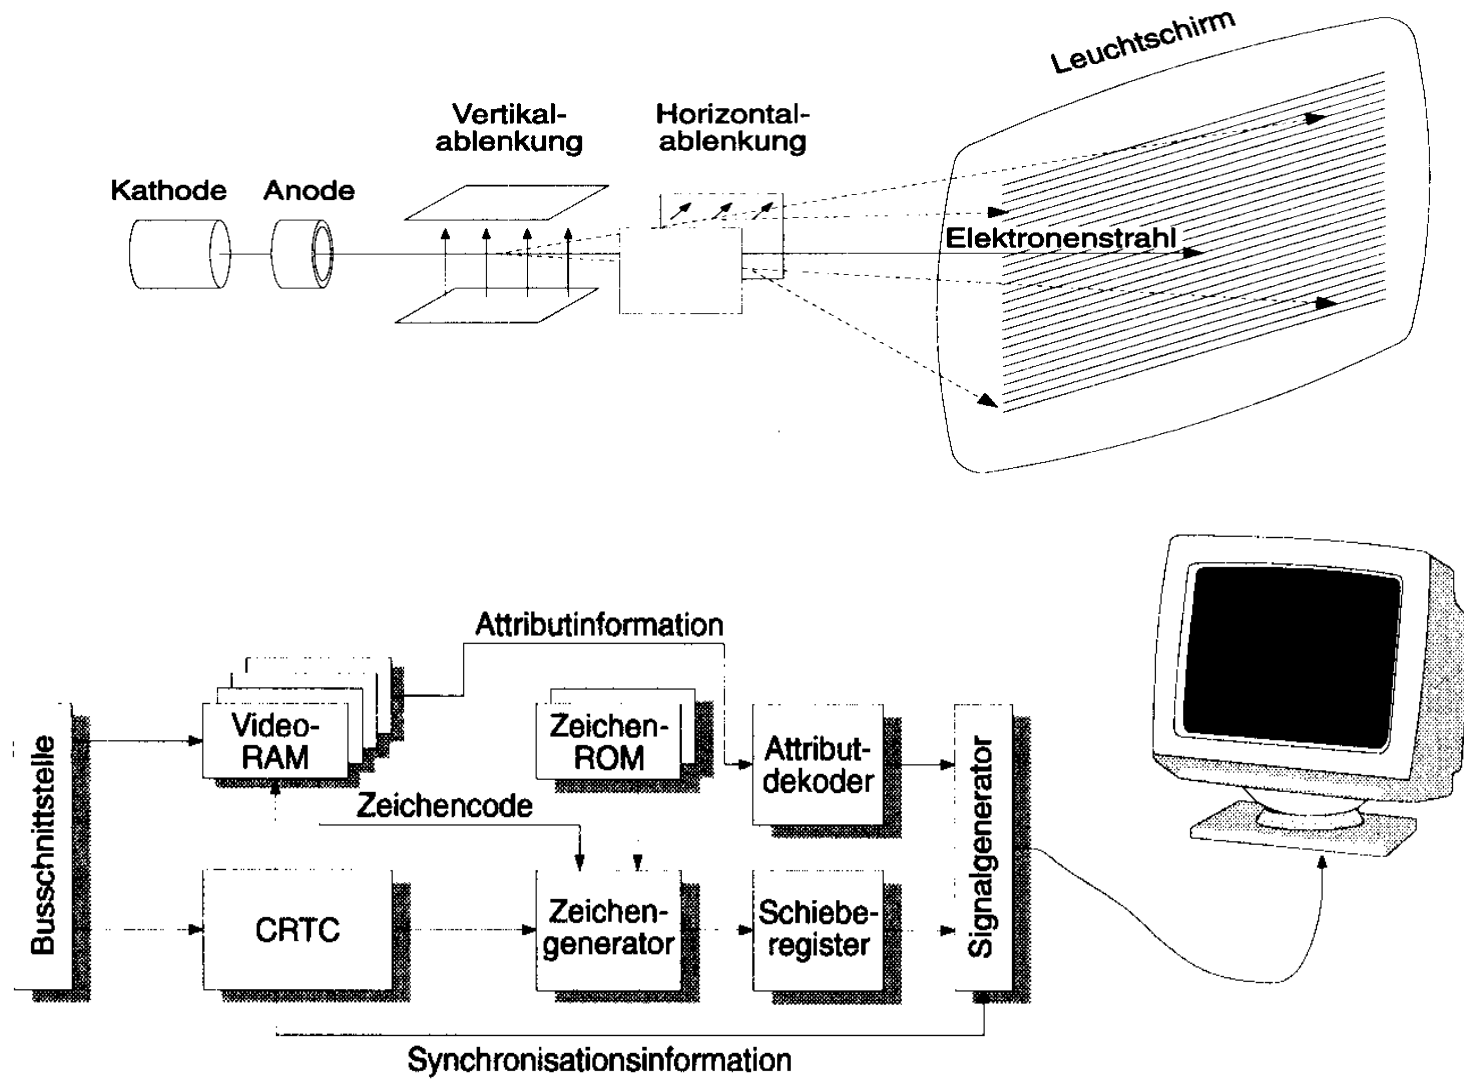 Leuchtschirm
Vertikal-
ablenkung
Horizontal-
ablenkung
Kathode
Anode
Elektronenstrahl
Attributinformation
Busschnittstelle
Video-
RAM
Zeichen-
ROM
Attribut-
dekoder
Signalgenerator
Zeichencode
CRTC
Zeichen-
generator
Schiebe-
register
Synchronisationsinformation